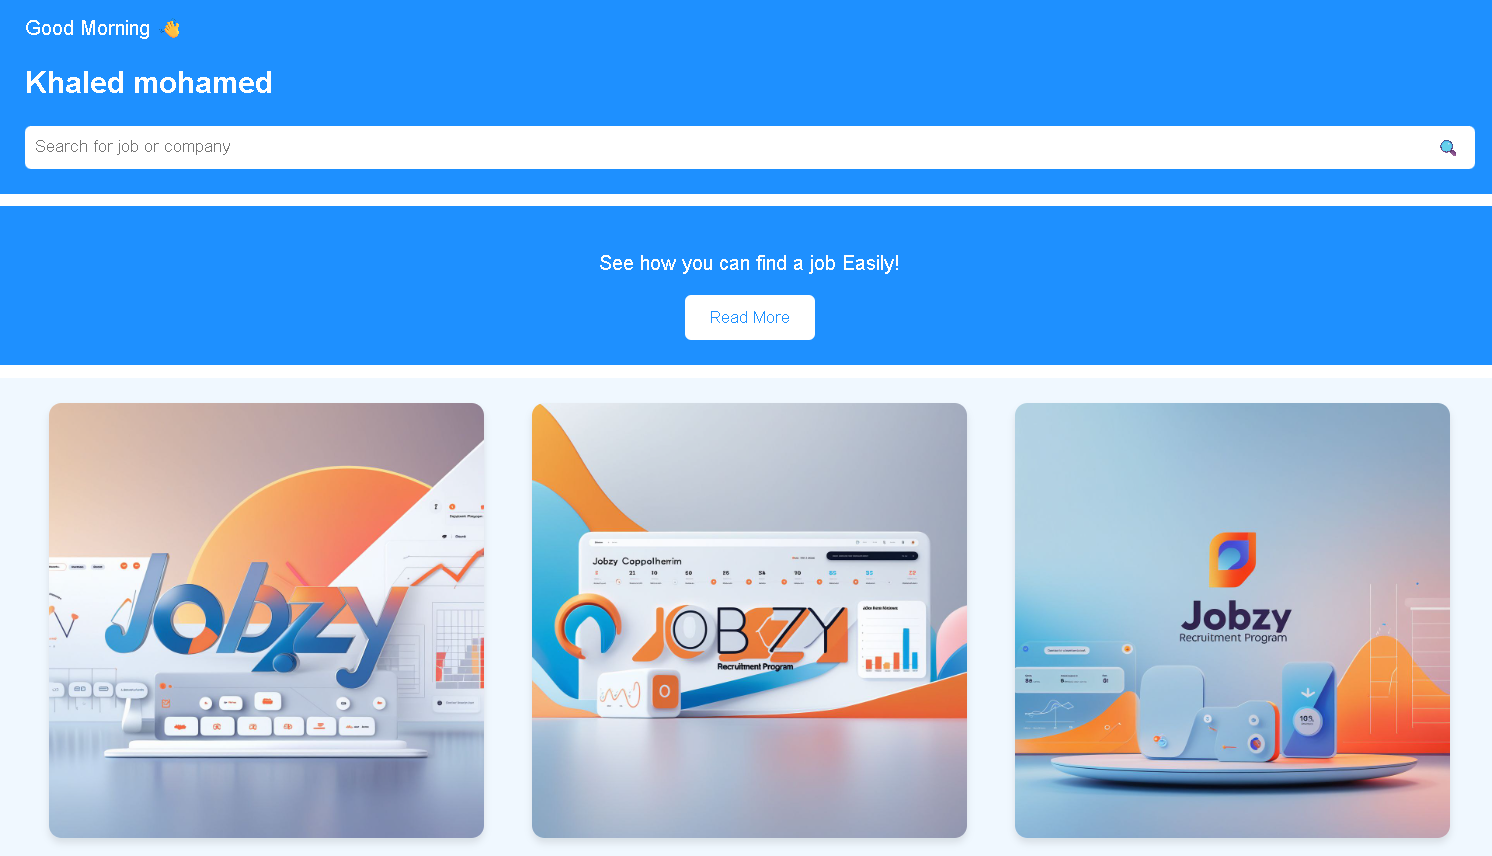 Good Morning 👋
Khaled mohamed
Search for job or company
See how you can find a job Easily!
Read More
Jobzy
Jobzy Coppolherrim
JOBZY
Recruitment Program
Jobzy
Recruitment Program